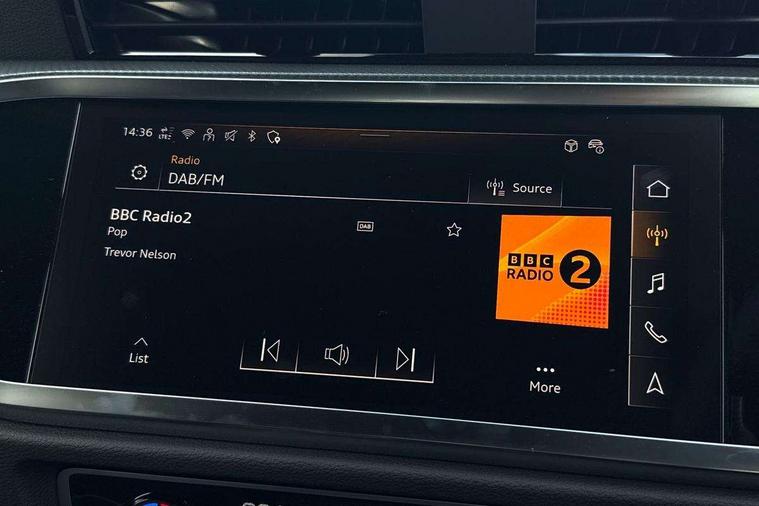 14:36
LTE
Radio
DAB/FM
Source
BBC Radio2
Pop
DAB
Trevor Nelson
BBC
RADIO 2
List
More